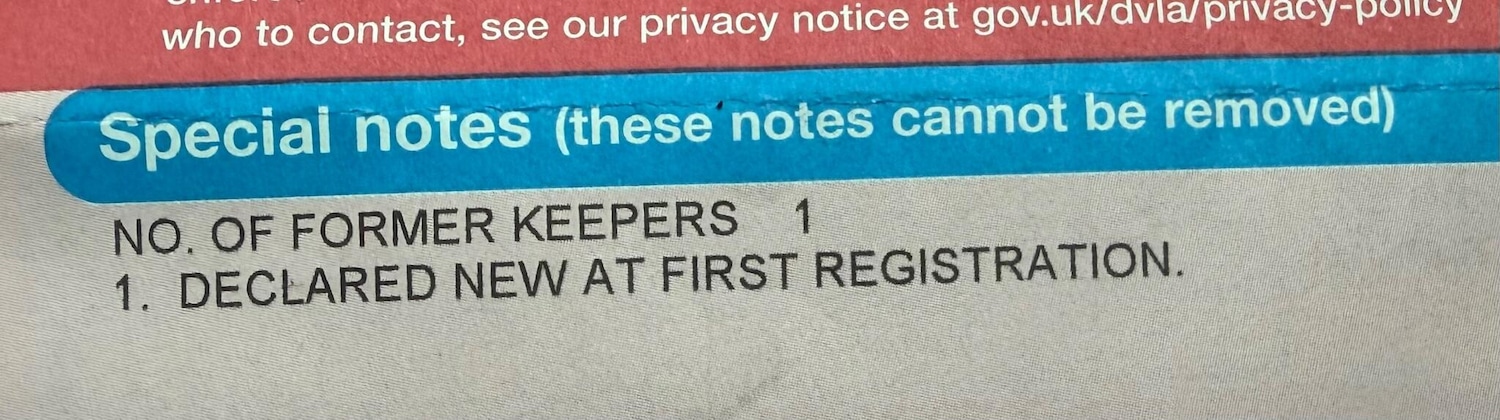 who to contact, see our privacy notice at gov.uk/dvla/privacy-policy
Special notes (these notes cannot be removed)
NO. OF FORMER KEEPERS 1
1. DECLARED NEW AT FIRST REGISTRATION.